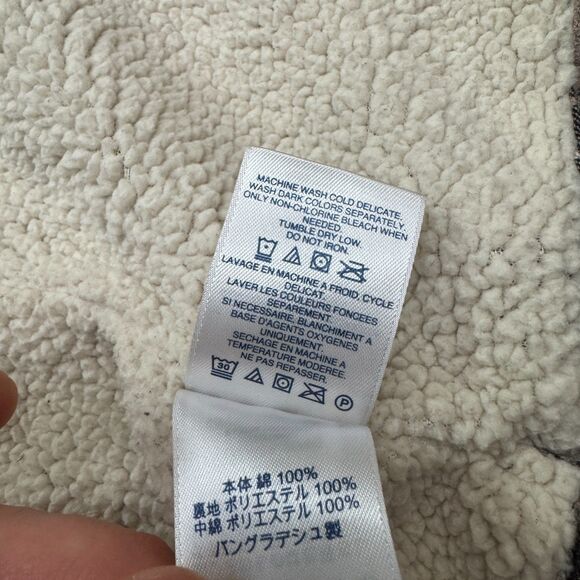 MACHINE WASH COLD DELICATE.
WASH DARK COLORS SEPARATELY.
ONLY NON-CHLORINE BLEACH WHEN
NEEDED.
TUMBLE DRY LOW.
DO NOT IRON.
LAVAGE EN MACHINE A FROID, CYCLE
DELICAT.
LAVER LES COULEURS FONCEES
SEPAREMENT.
SI NECESSAIRE, BLANCHIMENT A
BASE D'AGENTS OXYGENES
UNIQUEMENT.
SECHAGE EN MACHINE A
TEMPERATURE MODEREE.
NE PAS REPASSER.
30 P
本体 綿 100%
裏地 ポリエステル 100%
中綿 ポリエステル 100%
バングラデシュ製